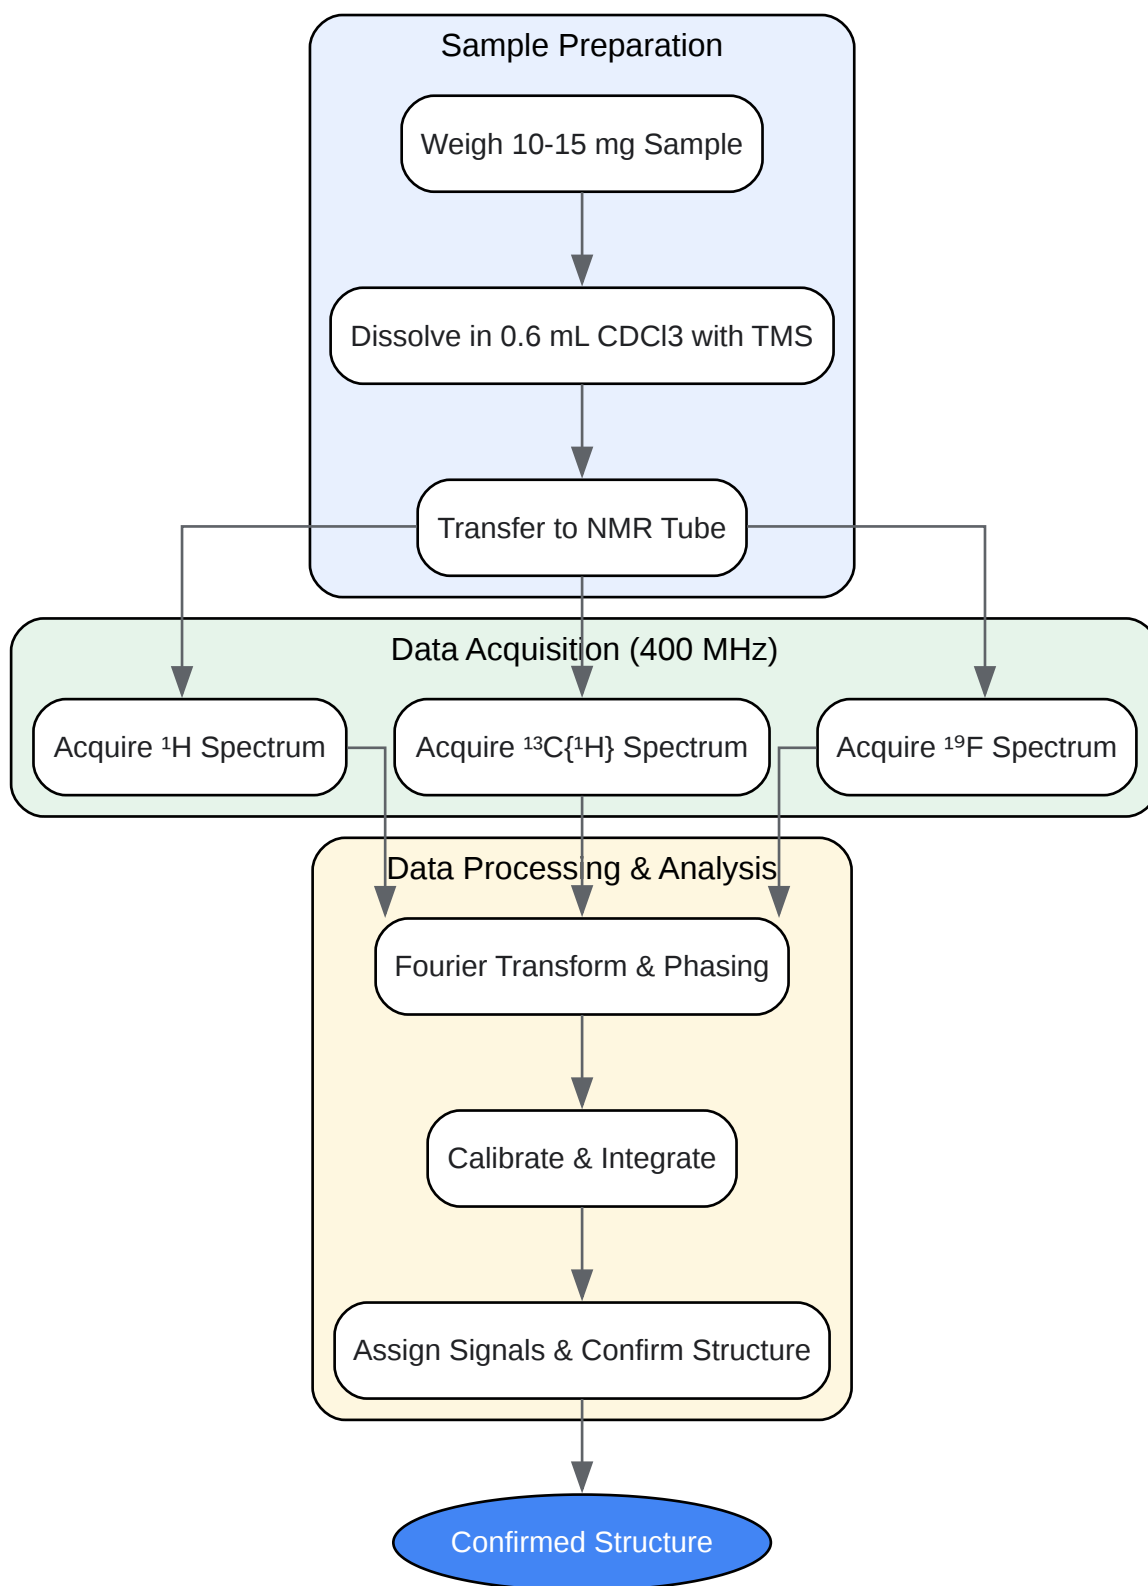 Sample Preparation
Weigh 10-15 mg Sample
Dissolve in 0.6 mL CDCl3 with TMS
Transfer to NMR Tube
Data Acquisition (400 MHz)
Acquire ¹H Spectrum
Acquire ¹³C{¹H} Spectrum
Acquire ¹⁹F Spectrum
Data Processing & Analysis
Fourier Transform & Phasing
Calibrate & Integrate
Assign Signals & Confirm Structure
Confirmed Structure